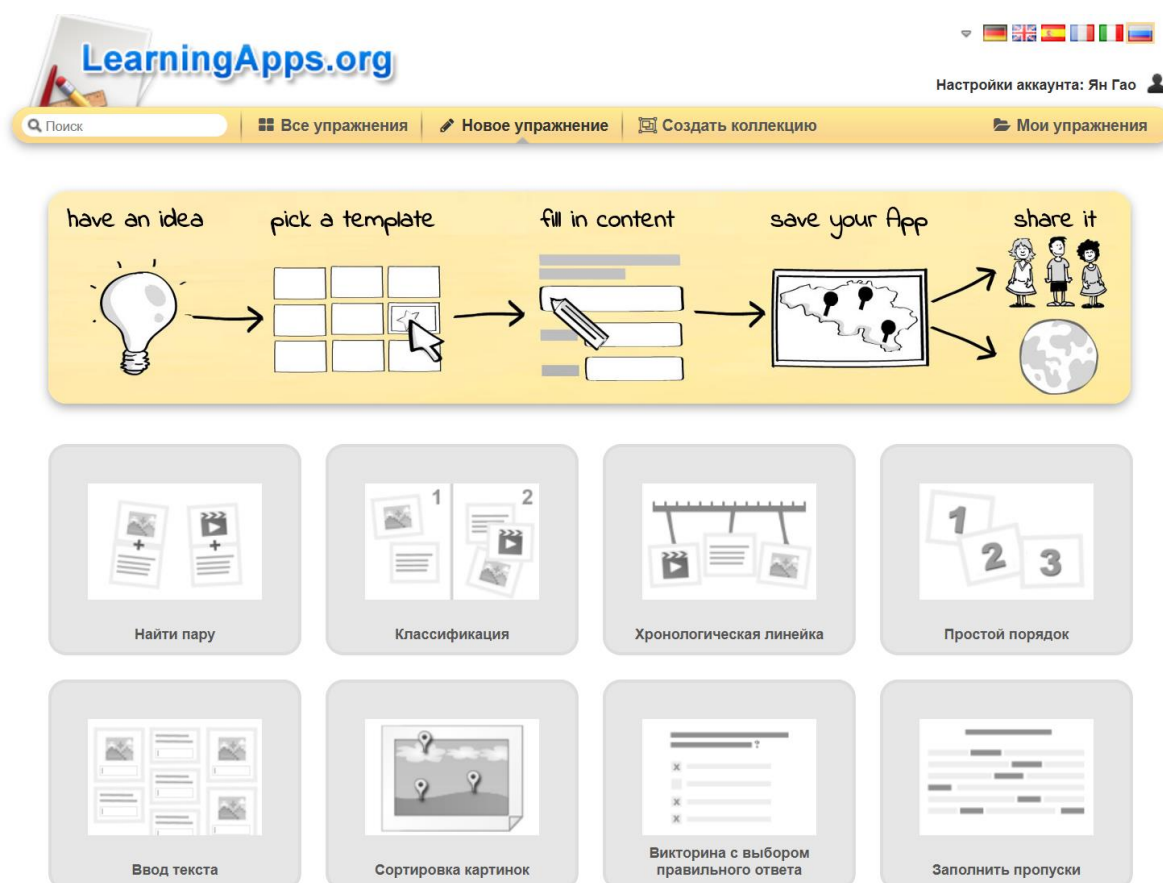 LearningApps.org
Настройки аккаунта: Ян Гао
Поиск
Все упражнения
Новое упражнение
Создать коллекцию
Мои упражнения
have an idea
pick a template
fill in content
save your App
share it
1
2
1
2
3
Найти пару
Классификация
Хронологическая линейка
Простой порядок
?
Ввод текста
Сортировка картинок
Викторина с выбором
правильного ответа
Заполнить пропуски